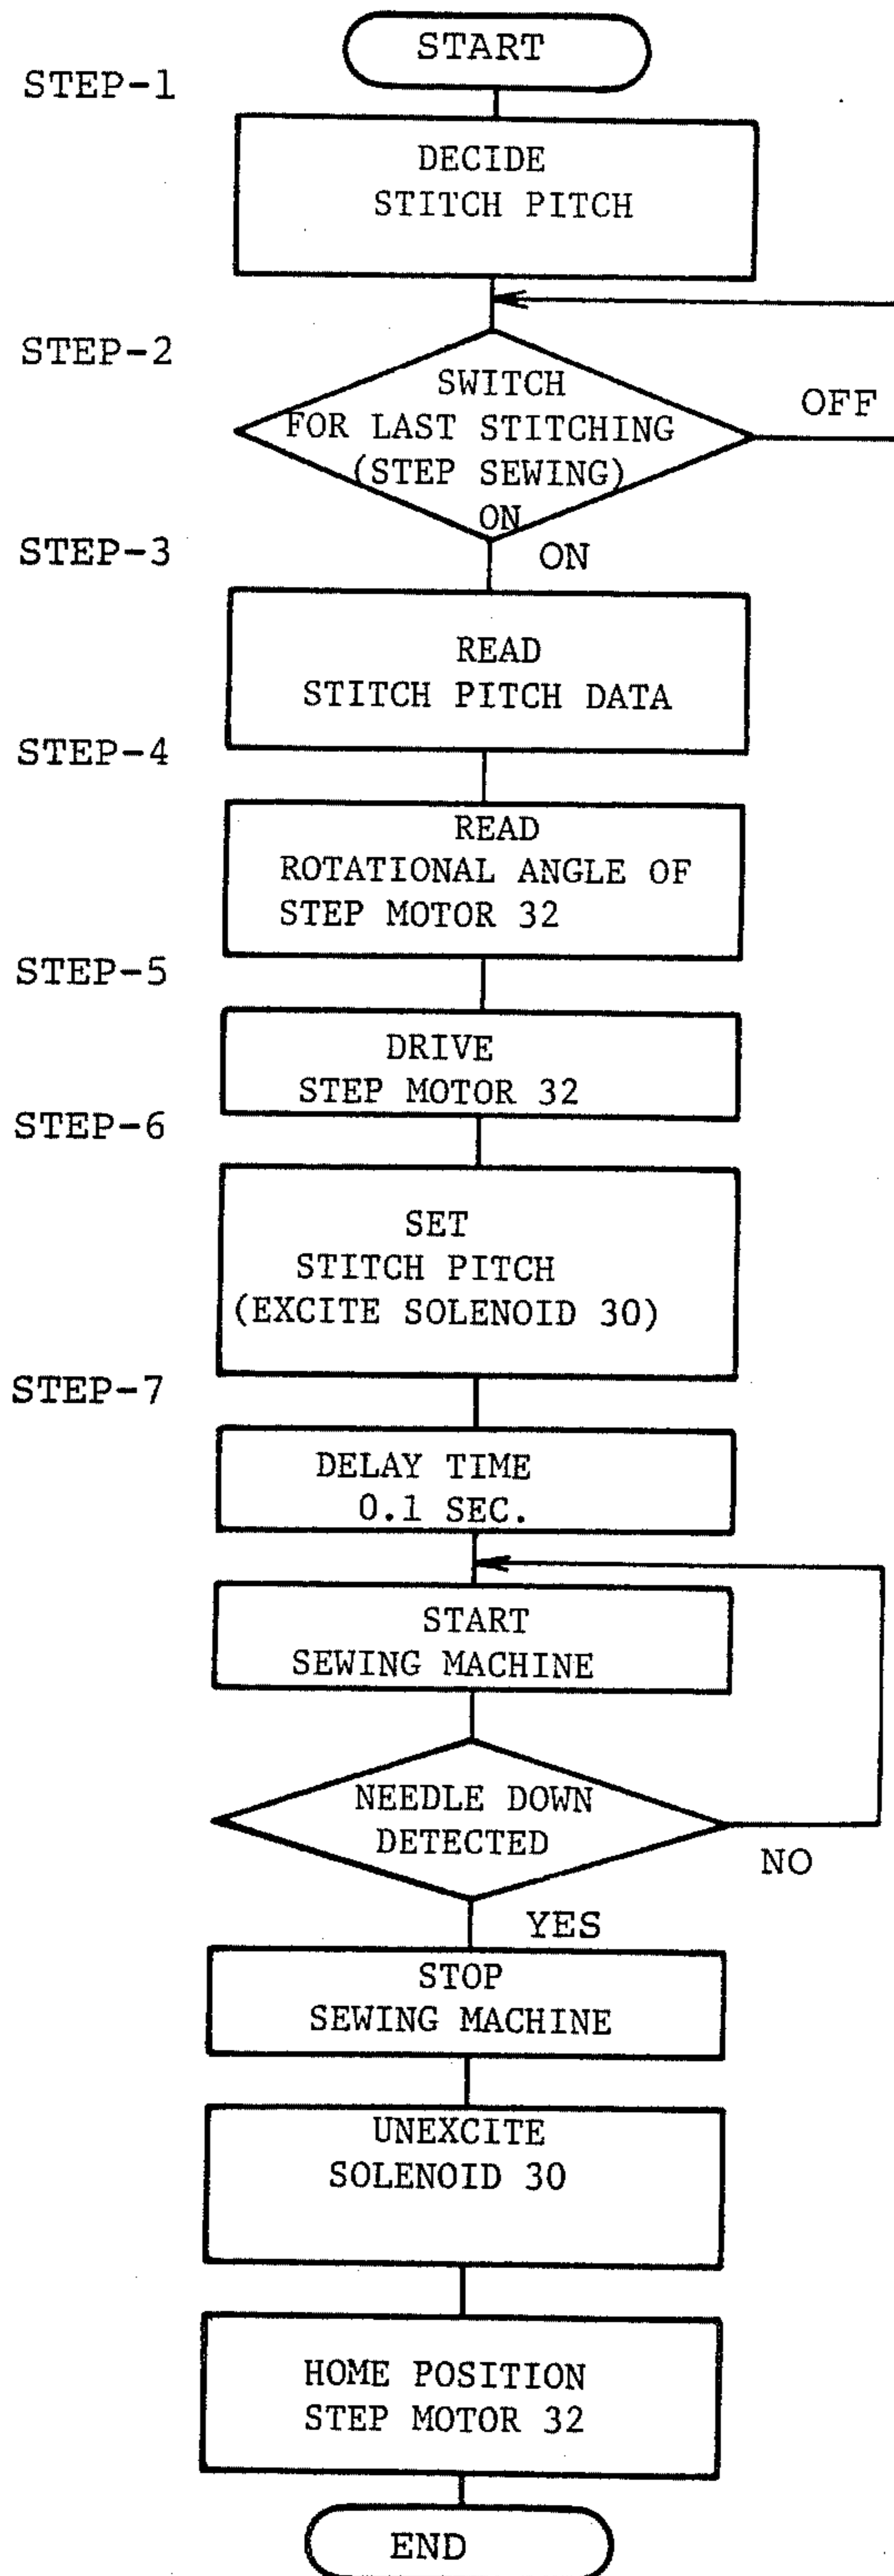 START
STEP-1
DECIDE
STITCH PITCH
STEP-2
SWITCH
FOR LAST STITCHING
(STEP SEWING)
ON
OFF
STEP-3
ON
READ
STITCH PITCH DATA
STEP-4
READ
ROTATIONAL ANGLE OF
STEP MOTOR 32
STEP-5
DRIVE
STEP MOTOR 32
STEP-6
SET
STITCH PITCH
(EXCITE SOLENOID 30)
STEP-7
DELAY TIME
0.1 SEC.
START
SEWING MACHINE
NEEDLE DOWN
DETECTED
NO
YES
STOP
SEWING MACHINE
UNEXCITE
SOLENOID 30
HOME POSITION
STEP MOTOR 32
END